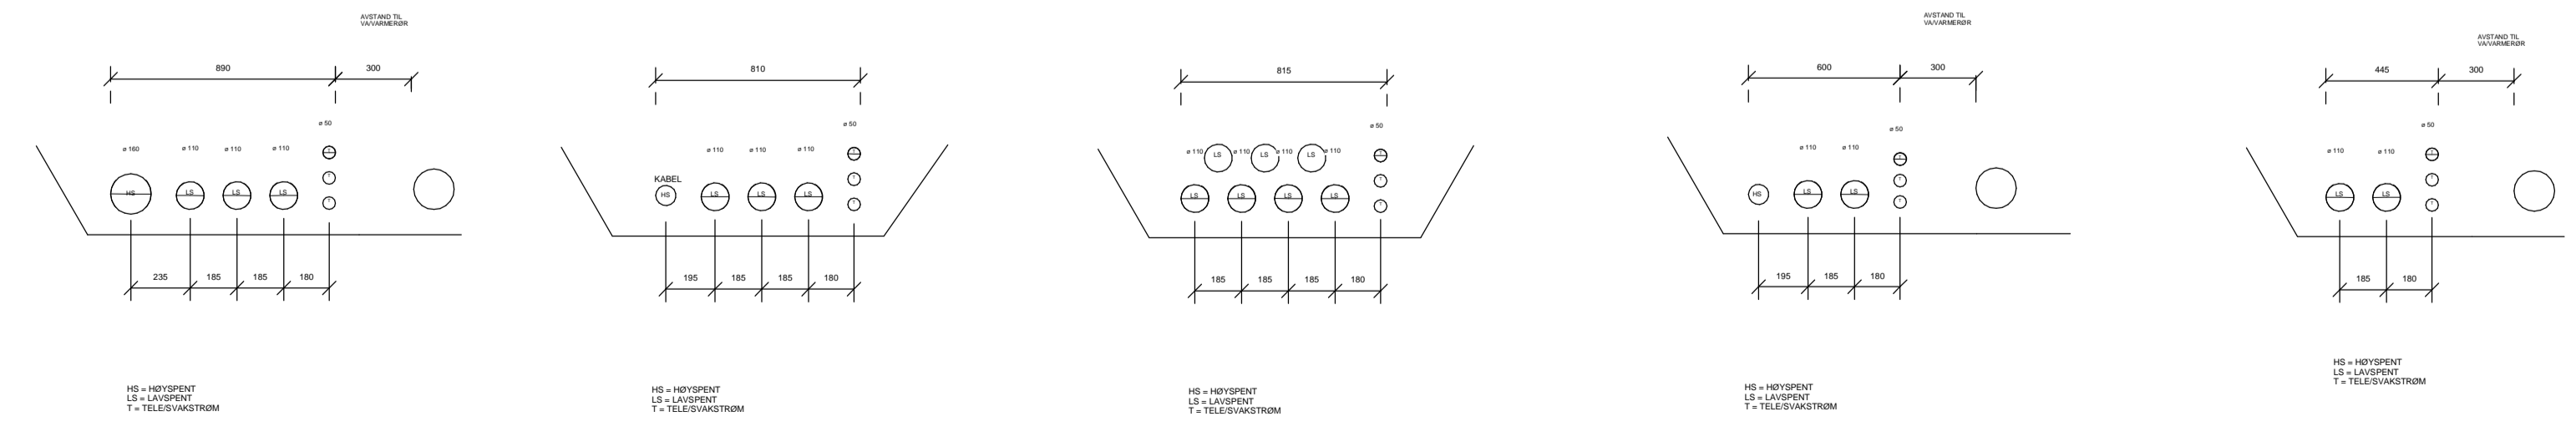 AVSTAND TIL
VA/VARMERØR
890
300
ø 50
ø 160
ø 110
ø 110
ø 110
T
HS
LS
LS
LS
T
T
235
185
185
180
HS = HØYSPENT
LS = LAVSPENT
T = TELE/SVAKSTRØM
810
ø 50
ø 110
ø 110
ø 110
T
KABEL
HS
LS
LS
LS
T
T
195
185
185
180
HS = HØYSPENT
LS = LAVSPENT
T = TELE/SVAKSTRØM
815
ø 50
ø 110
LS
ø 110
LS
ø 110
LS
ø 110
T
LS
LS
LS
LS
T
T
185
185
185
180
HS = HØYSPENT
LS = LAVSPENT
T = TELE/SVAKSTRØM
AVSTAND TIL
VA/VARMERØR
600
300
ø 50
ø 110
ø 110
T
HS
LS
LS
T
T
195
185
180
HS = HØYSPENT
LS = LAVSPENT
T = TELE/SVAKSTRØM
AVSTAND TIL
VA/VARMERØR
445
300
ø 50
ø 110
ø 110
T
LS
LS
T
T
185
180
HS = HØYSPENT
LS = LAVSPENT
T = TELE/SVAKSTRØM